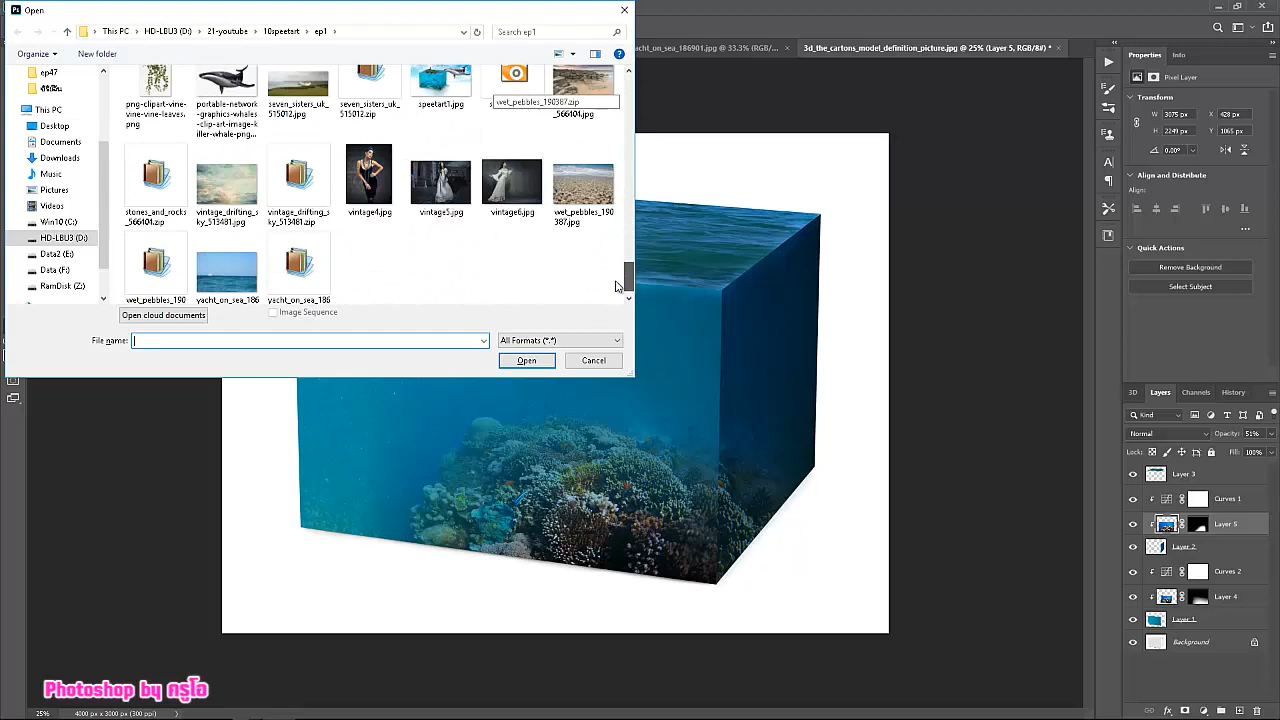 Open
This PC > HD-LBU3 (D:) > 21-youtube > 10speetart > ep1 >
Search ep1
Organize
New folder
yacht_on_sea_186901.jpg @ 33.3% (RGB/...
3d_the_cartons_model_definition_picture.jpg @ 25% (Layer 5, RGB/8#) *
ep47
This PC
Desktop
Documents
Downloads
Music
Pictures
Videos
Win10 (C:)
HD-LBU3 (D:)
Data2 (E:)
Data (F:)
RamDisk (Z:)
png-clipart-vine-vine-vine-leaves.png
portable-network-graphics-whales-clip-art-image-killer-whale-png...
seven_sisters_uk_515012.jpg
seven_sisters_uk_515012.zip
speetart1.jpg
wet_pebbles_190387.zip
_566404.jpg
stones_and_rocks_566404.zip
vintage_drifting_sky_513481.jpg
vintage_drifting_sky_513481.zip
vintage4.jpg
vintage5.jpg
vintage6.jpg
wet_pebbles_190387.jpg
wet_pebbles_190
yacht_on_sea_186
yacht_on_sea_186
Open cloud documents
Image Sequence
File name:
All Formats (*.*)
Open
Cancel
Properties
Info
Pixel Layer
Transform
W: 3075 px
X: 428 px
H: 2249 px
Y: 1065 px
0.00°
Align and Distribute
Align:
Quick Actions
Remove Background
Select Subject
3D
Layers
Channels
History
Kind
Normal
Opacity: 51%
Lock:
Fill: 100%
Layer 3
Curves 1
Layer 5
Layer 2
Curves 2
Layer 4
Layer 1
Background
Photoshop by ครูโอ
25%
4000 px x 3000 px (300 ppi)